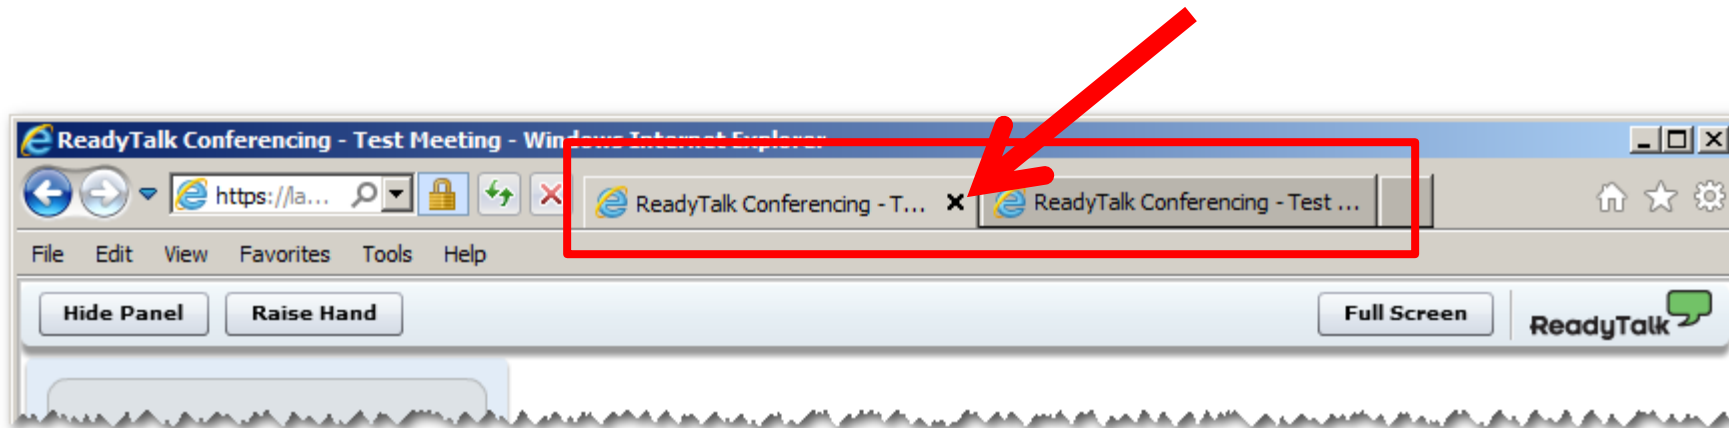 ReadyTalk Conferencing - Test Meeting - Windows Internet Explorer
https://la...
ReadyTalk Conferencing - T...
ReadyTalk Conferencing - Test ...
File Edit View Favorites Tools Help
Hide Panel
Raise Hand
Full Screen
ReadyTalk